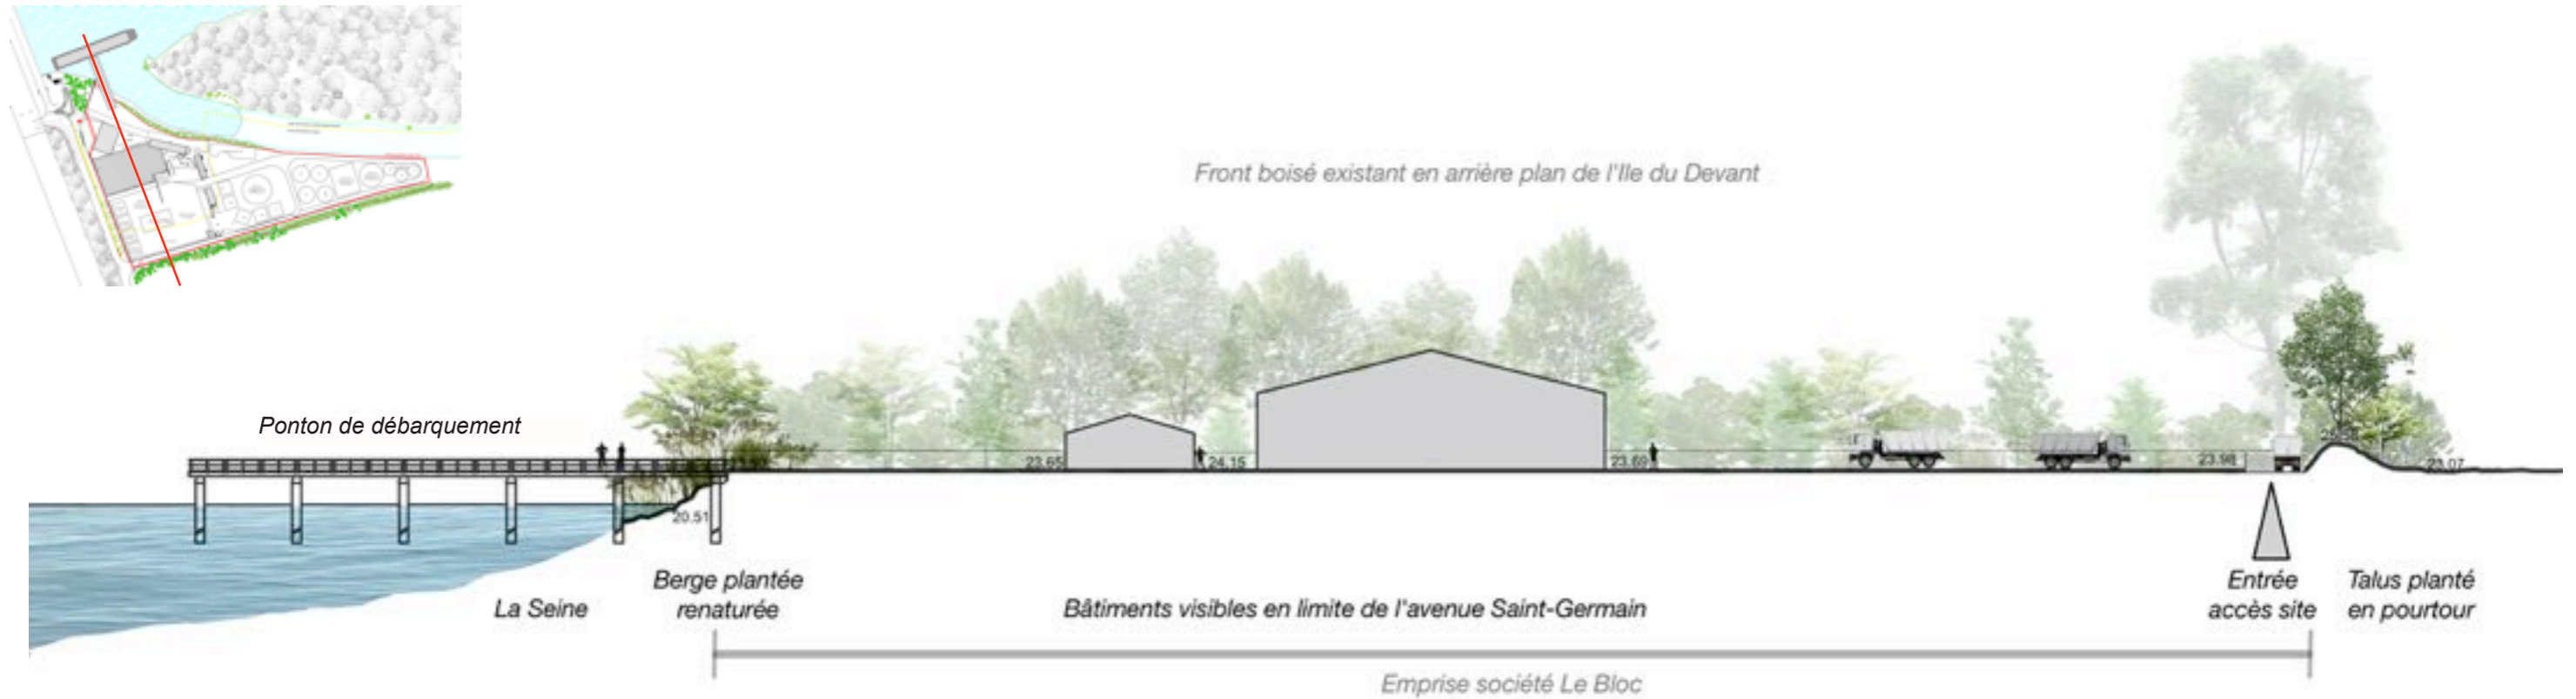 Front boisé existant en arrière plan de l'Ile du Devant
Ponton de débarquement
23.65
24.15
23.69
23.98
23.07
20.51
La Seine
Berge plantée
renaturée
Bâtiments visibles en limite de l'avenue Saint-Germain
Entrée
accès site
Talus planté
en pourtour
Emprise société Le Bloc